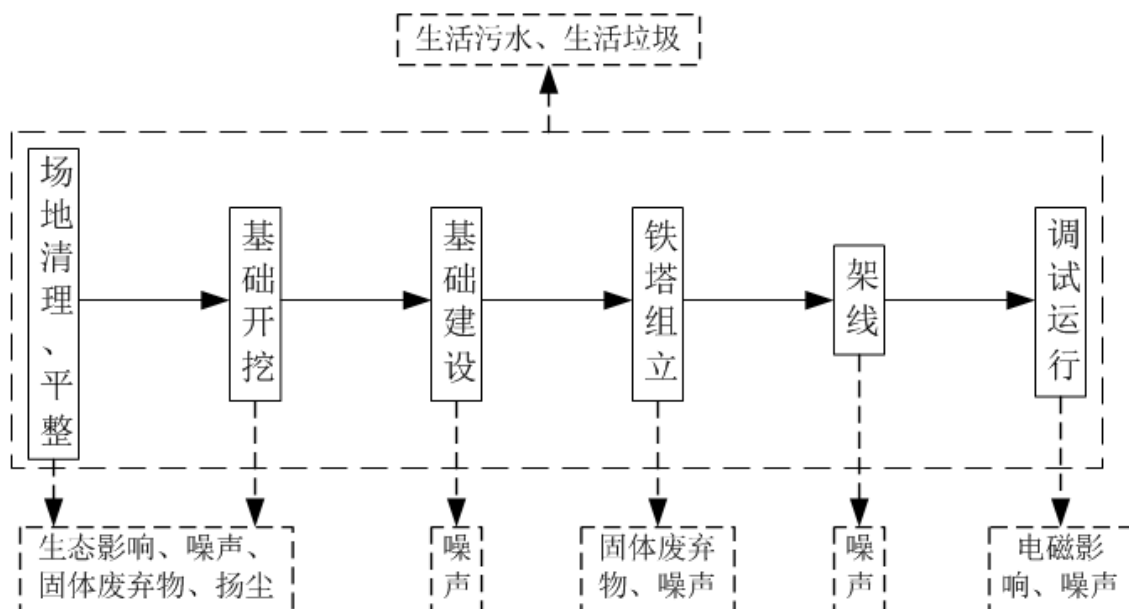 生活污水、生活垃圾
场地清理、平整
基础开挖
基础建设
铁塔组立
架线
调试运行
生态影响、噪声、
固体废弃物、扬尘
噪声
固体废弃
物、噪声
噪声
电磁影
响、噪声